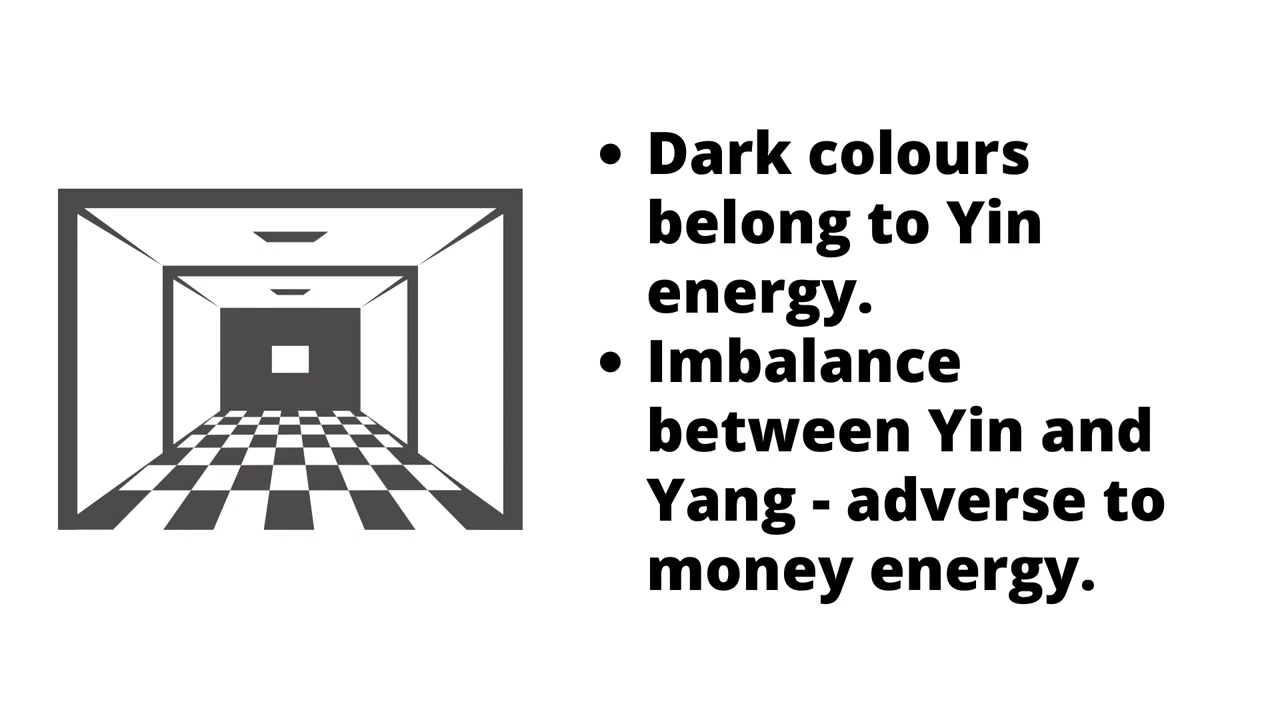 • Dark colours
belong to Yin
energy.
• Imbalance
between Yin and
Yang - adverse to
money energy.